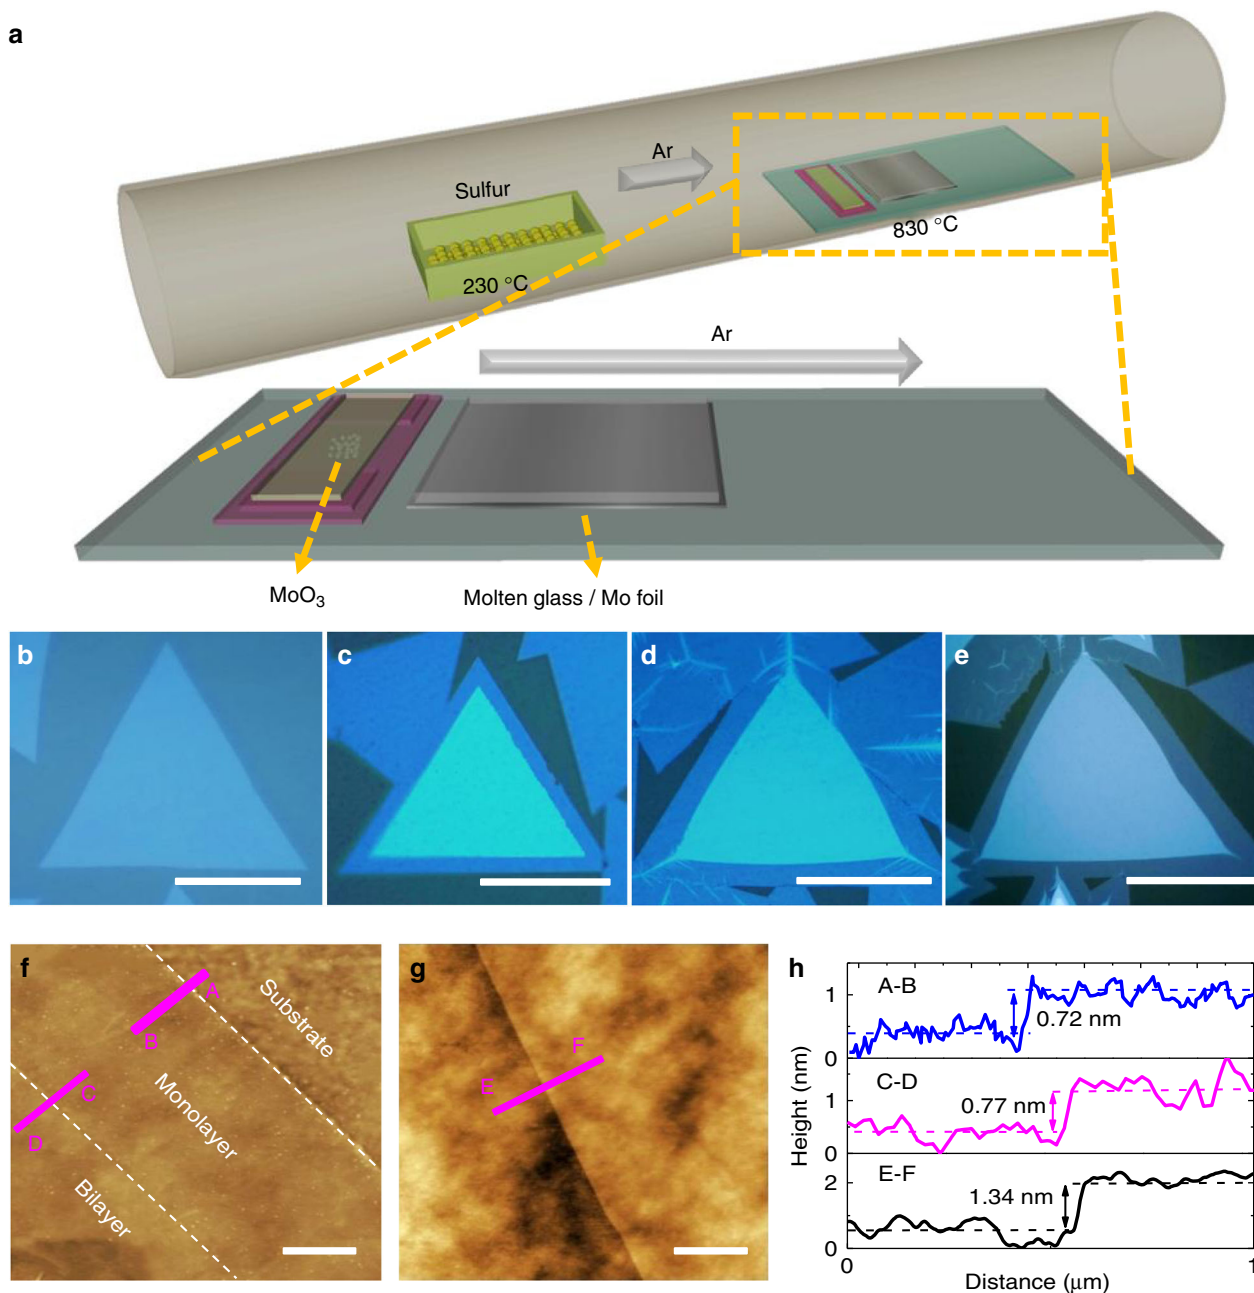 a
Ar
Sulfur
830 °C
230 °C
Ar
MoO3
Molten glass / Mo foil
b
c
d
e
f
A
B
C
D
Substrate
Monolayer
Bilayer
g
E
F
h
A-B
1
0.72 nm
0
C-D
1
0.77 nm
0
E-F
2
1.34 nm
0
Height (nm)
0
1
Distance (μm)